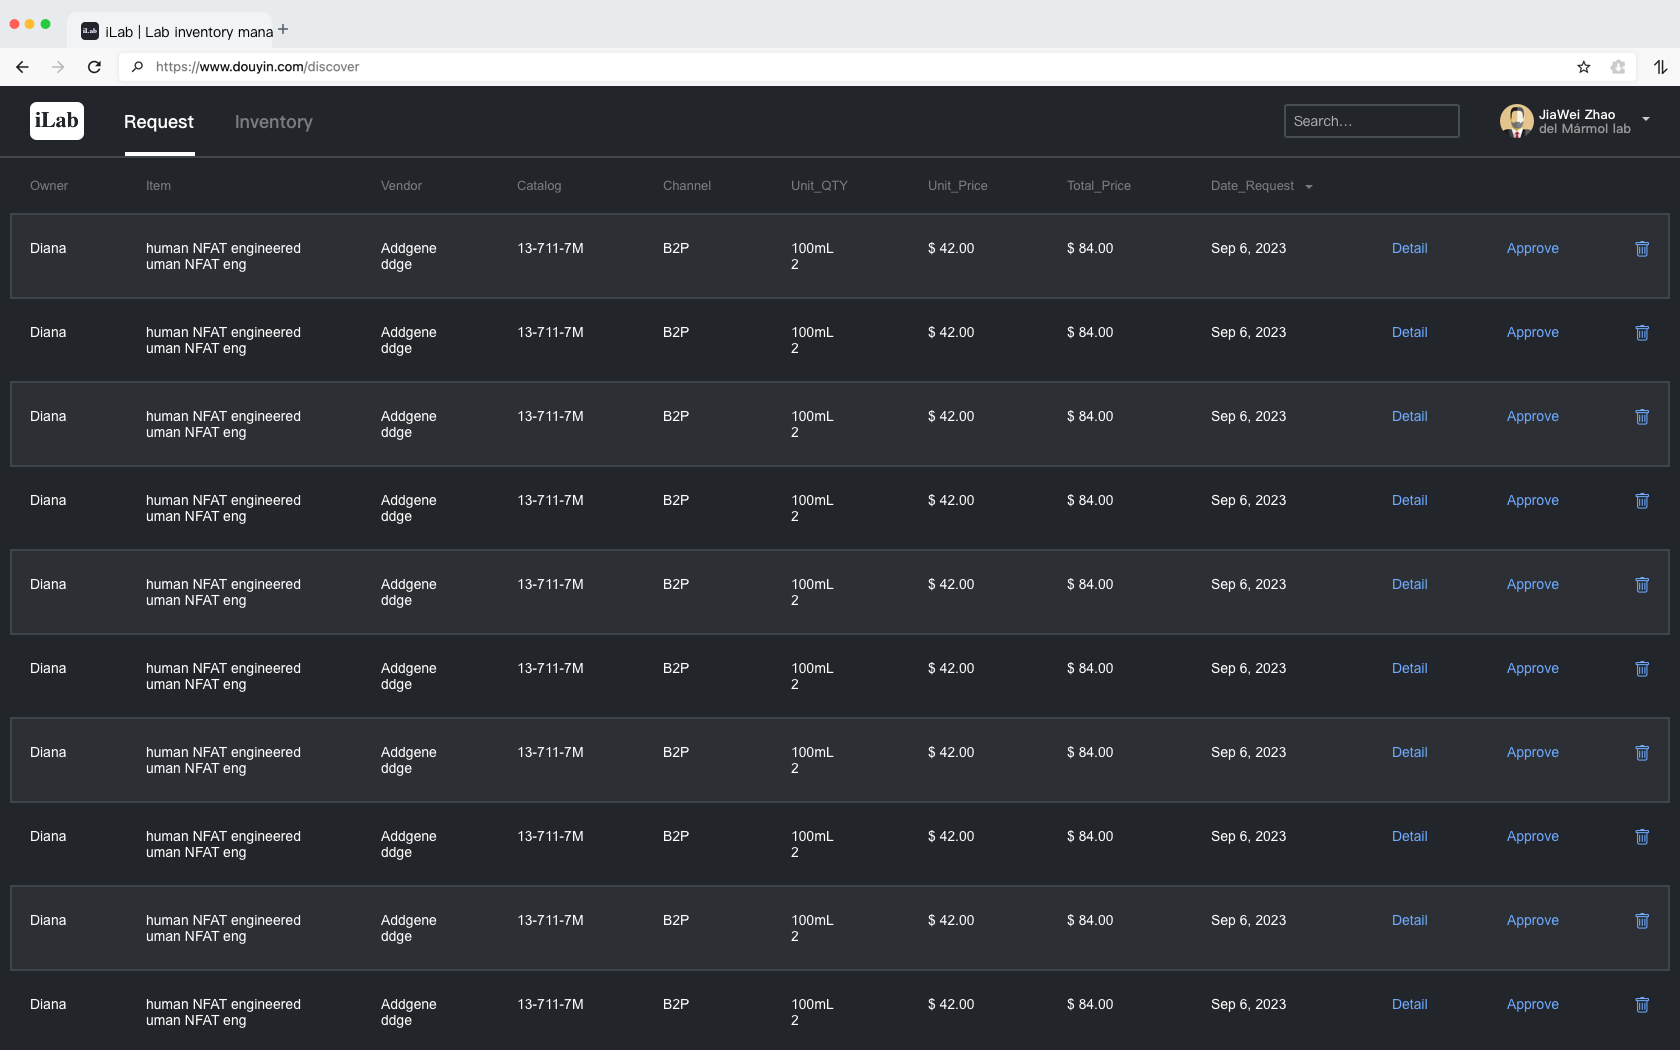 iLab iLab | Lab inventory mana
https://www.douyin.com/discover
iLab Request Inventory Search... JiaWei Zhao
del Mármol lab
Owner Item Vendor Catalog Channel Unit_QTY Unit_Price Total_Price Date_Request
Diana human NFAT engineered Addgene 13-711-7M B2P 100mL $ 42.00 $ 84.00 Sep 6, 2023 Detail Approve
uman NFAT eng ddge 2
Diana human NFAT engineered Addgene 13-711-7M B2P 100mL $ 42.00 $ 84.00 Sep 6, 2023 Detail Approve
uman NFAT eng ddge 2
Diana human NFAT engineered Addgene 13-711-7M B2P 100mL $ 42.00 $ 84.00 Sep 6, 2023 Detail Approve
uman NFAT eng ddge 2
Diana human NFAT engineered Addgene 13-711-7M B2P 100mL $ 42.00 $ 84.00 Sep 6, 2023 Detail Approve
uman NFAT eng ddge 2
Diana human NFAT engineered Addgene 13-711-7M B2P 100mL $ 42.00 $ 84.00 Sep 6, 2023 Detail Approve
uman NFAT eng ddge 2
Diana human NFAT engineered Addgene 13-711-7M B2P 100mL $ 42.00 $ 84.00 Sep 6, 2023 Detail Approve
uman NFAT eng ddge 2
Diana human NFAT engineered Addgene 13-711-7M B2P 100mL $ 42.00 $ 84.00 Sep 6, 2023 Detail Approve
uman NFAT eng ddge 2
Diana human NFAT engineered Addgene 13-711-7M B2P 100mL $ 42.00 $ 84.00 Sep 6, 2023 Detail Approve
uman NFAT eng ddge 2
Diana human NFAT engineered Addgene 13-711-7M B2P 100mL $ 42.00 $ 84.00 Sep 6, 2023 Detail Approve
uman NFAT eng ddge 2
Diana human NFAT engineered Addgene 13-711-7M B2P 100mL $ 42.00 $ 84.00 Sep 6, 2023 Detail Approve
uman NFAT eng ddge 2